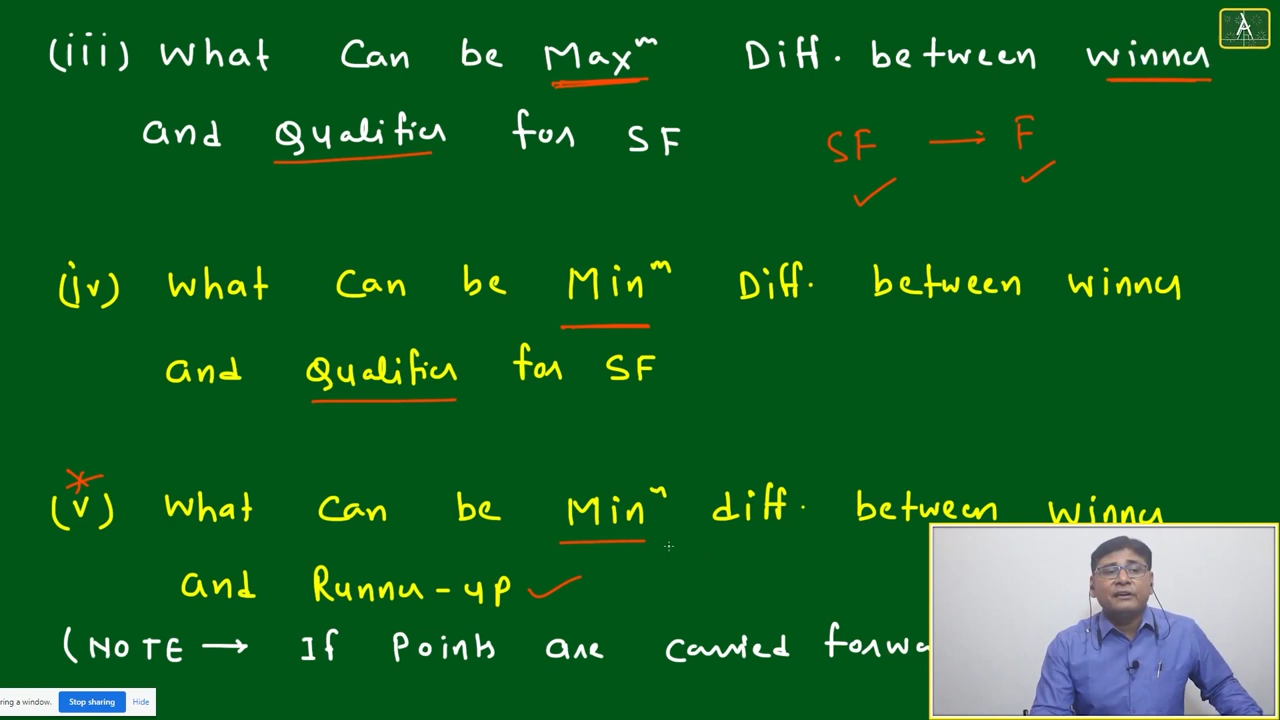 (iii) What Can be Maxᵐ Diff. between winner
and Qualifier for SF
SF → F
(iv) What Can be Minᵐ Diff. between winner
and Qualifier for SF
(v) What Can be Minᵐ diff. between winner
and Runner-up
(NOTE → If Points are carried
ring a window. Stop sharing Hide